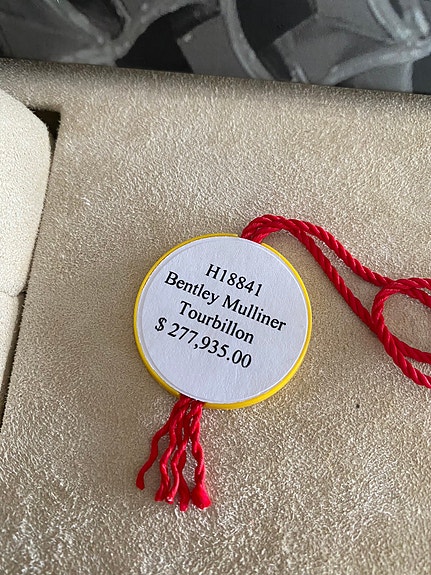 H18841
Bentley Mulliner
Tourbillon
$ 277,935.00